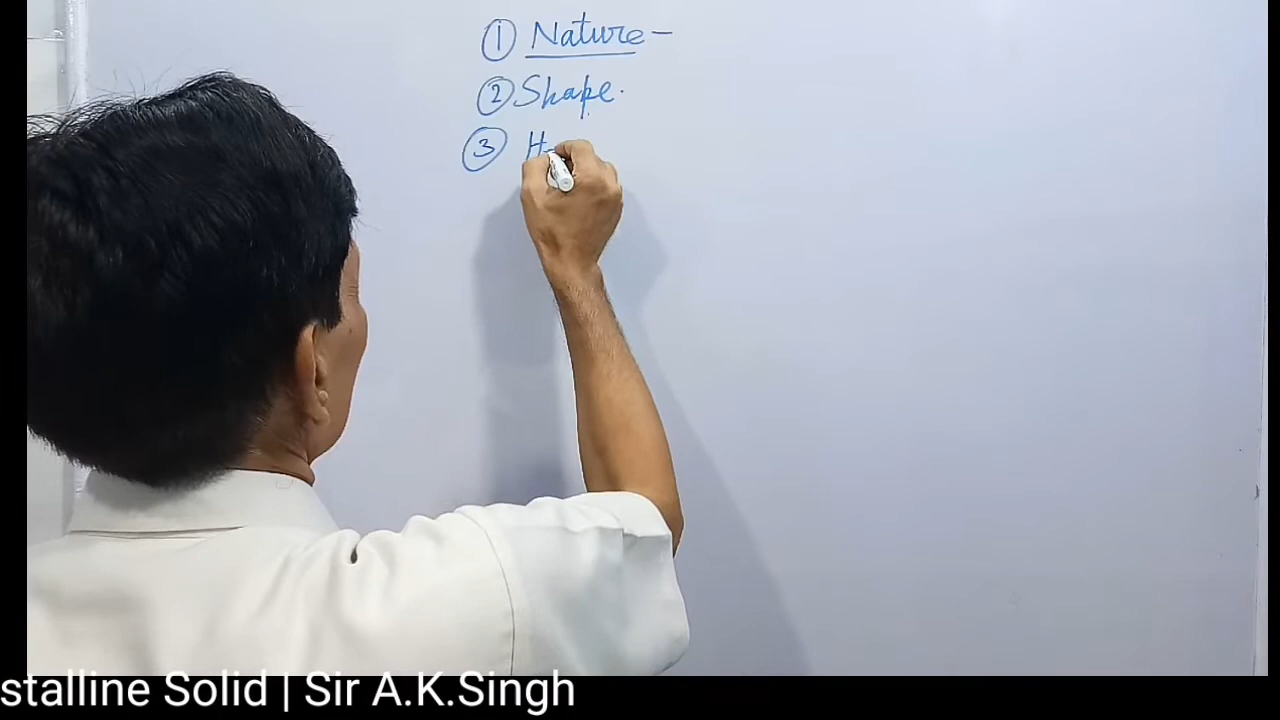 ① Nature -
② Shape.
③ H
stalline Solid | Sir A.K.Singh